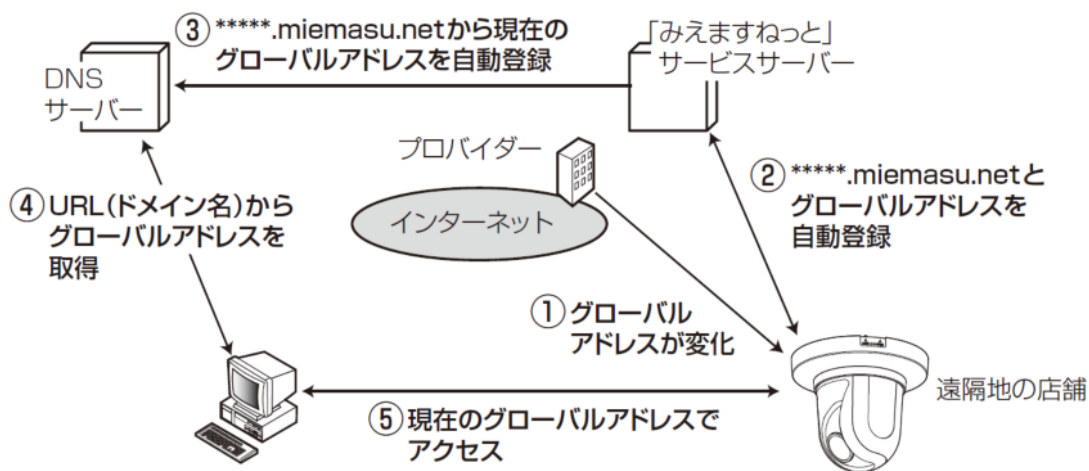 ③*****.miemasu.netから現在の
グローバルアドレスを自動登録
「みえますねっと」
サービスサーバー
DNS
サーバー
プロバイダー
インターネット
②*****.miemasu.netと
グローバルアドレスを
自動登録
④URL(ドメイン名)から
グローバルアドレスを
取得
①グローバル
アドレスが変化
遠隔地の店舗
⑤現在のグローバルアドレスで
アクセス